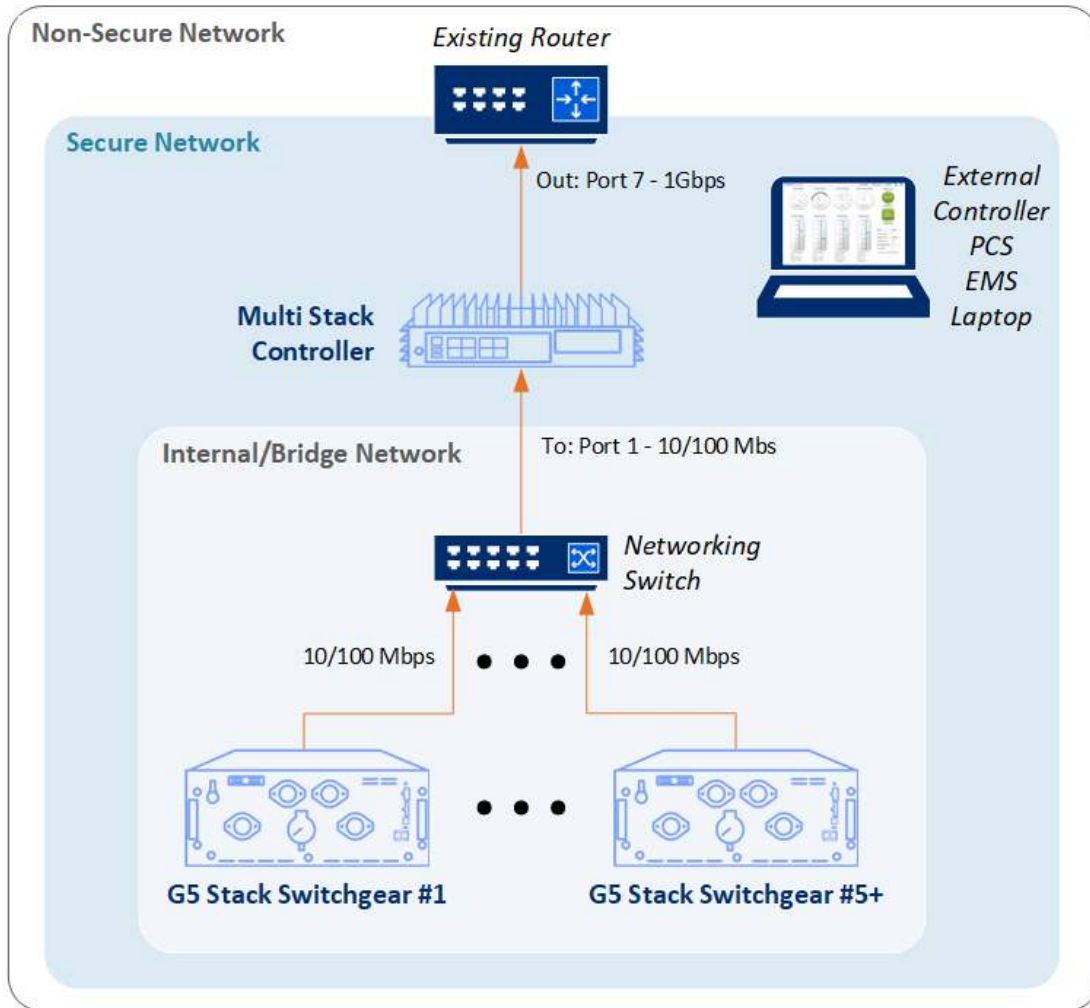 Non-Secure Network
Existing Router
Secure Network
Out: Port 7 - 1Gbps
External
Controller
PCS
EMS
Laptop
Multi Stack
Controller
Internal/Bridge Network
To: Port 1 - 10/100 Mbs
Networking
Switch
10/100 Mbps
10/100 Mbps
G5 Stack Switchgear #1
G5 Stack Switchgear #5+